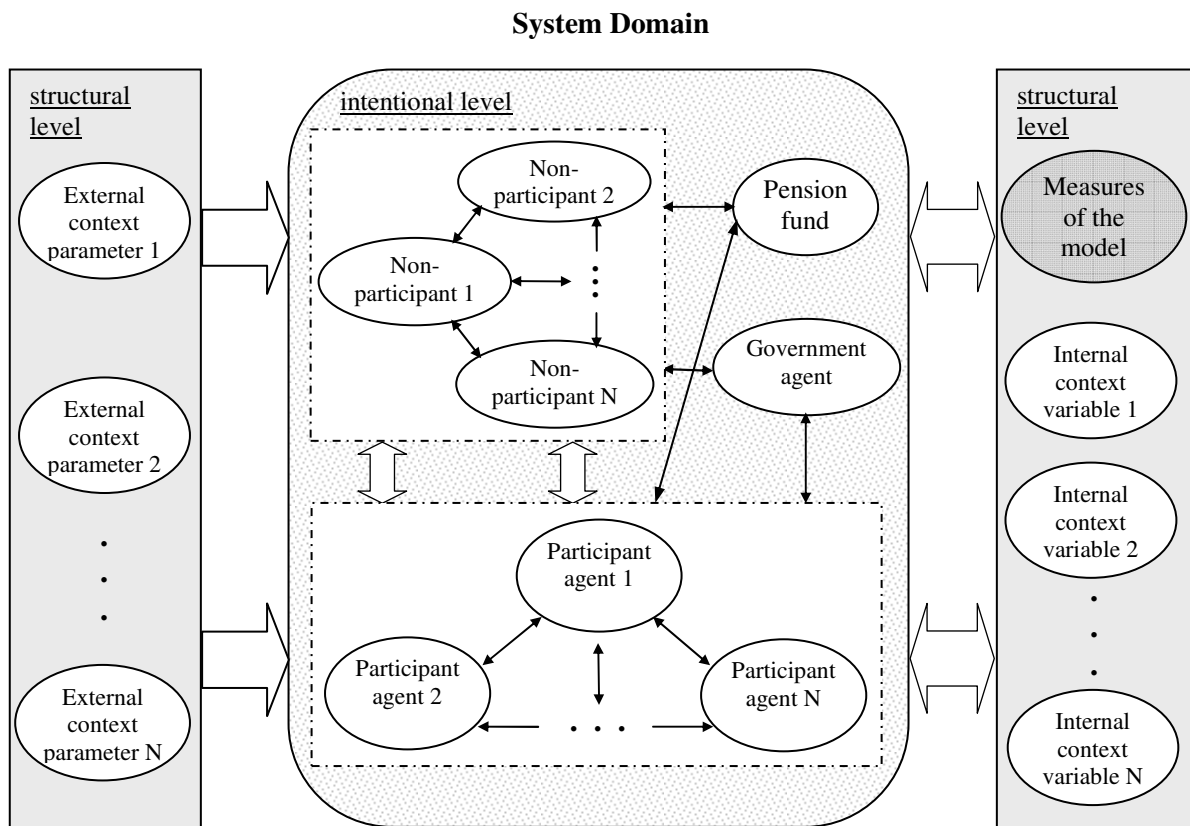 System Domain
structural
level
External
context
parameter 1
External
context
parameter 2
.
.
.
External
context
parameter N
intentional level
Non-
participant 2
Non-
participant 1
...
Non-
participant N
Pension
fund
Government
agent
Participant
agent 1
Participant
agent 2
. . .
Participant
agent N
structural
level
Measures
of the
model
Internal
context
variable 1
Internal
context
variable 2
.
.
.
Internal
context
variable N